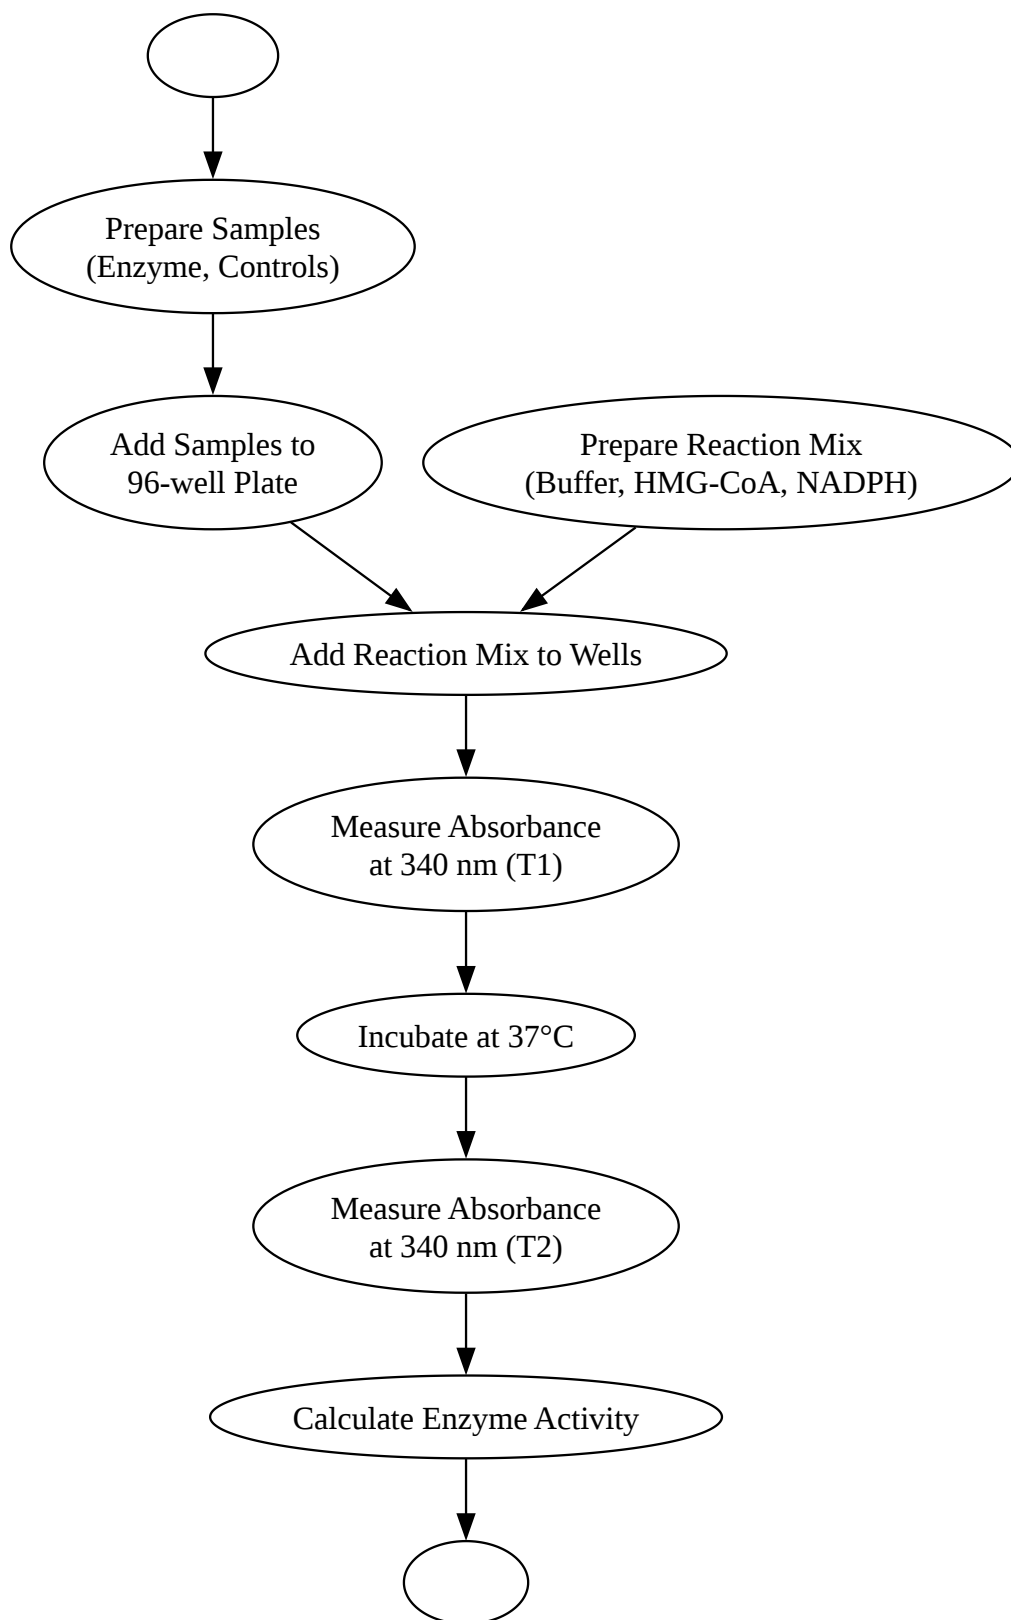 Prepare Samples
(Enzyme, Controls)
Add Samples to
96-well Plate
Prepare Reaction Mix
(Buffer, HMG-CoA, NADPH)
Add Reaction Mix to Wells
Measure Absorbance
at 340 nm (T1)
Incubate at 37°C
Measure Absorbance
at 340 nm (T2)
Calculate Enzyme Activity